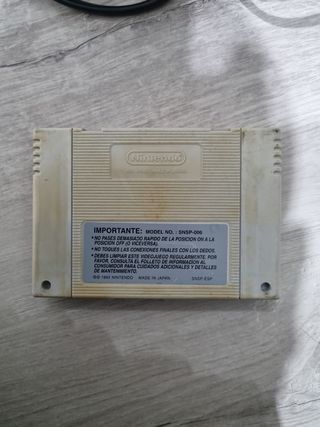 Nintendo
IMPORTANTE: MODEL NO. : SNSP-006
• NO PASES DEMASIADO RAPIDO DE LA POSICION ON A LA
POSICION OFF (O VICEVERSA).
• NO TOQUES LAS CONEXIONES FINALES CON LOS DEDOS.
• DEBES LIMPIAR ESTE VIDEOJUEGO REGULARMENTE: POR
FAVOR, CONSULTA EL FOLLETO DE INFORMACION AL
CONSUMIDOR PARA CUIDADOS ADICIONALES Y DETALLES
DE MANTENIMIENTO.
© 1992 NINTENDO MADE IN JAPAN SNSP-ESP